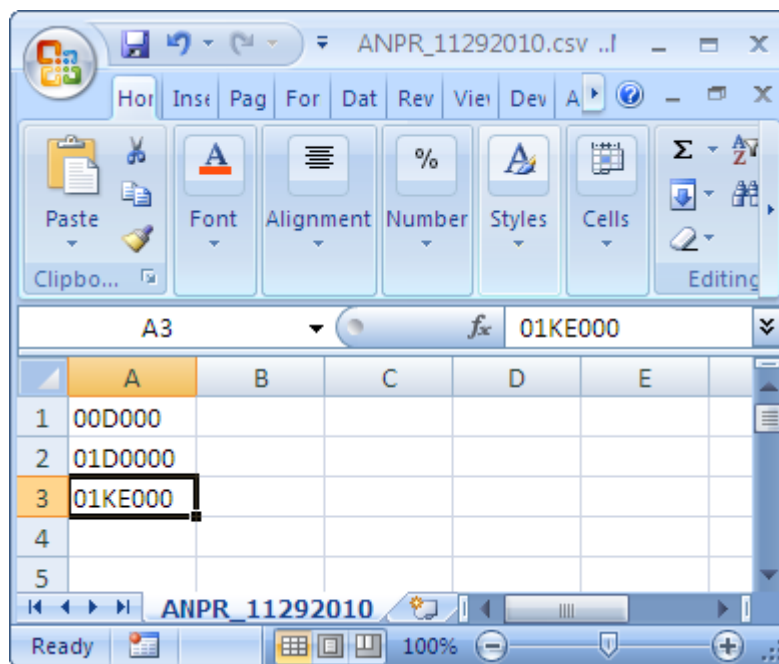 ANPR_11292010.csv ..
Hor Inse Pag For Dat Rev Vie Dev A
Paste Font Alignment Number Styles Cells
Clipbo... Editing
A3 fx 01KE000
A B C D E
1 00D000
2 01D0000
3 01KE000
4
5
ANPR_11292010
Ready 100%